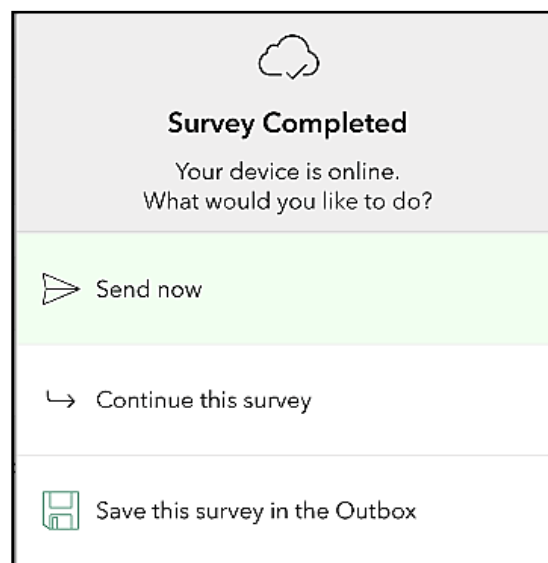 Survey Completed
Your device is online.
What would you like to do?
Send now
Continue this survey
Save this survey in the Outbox